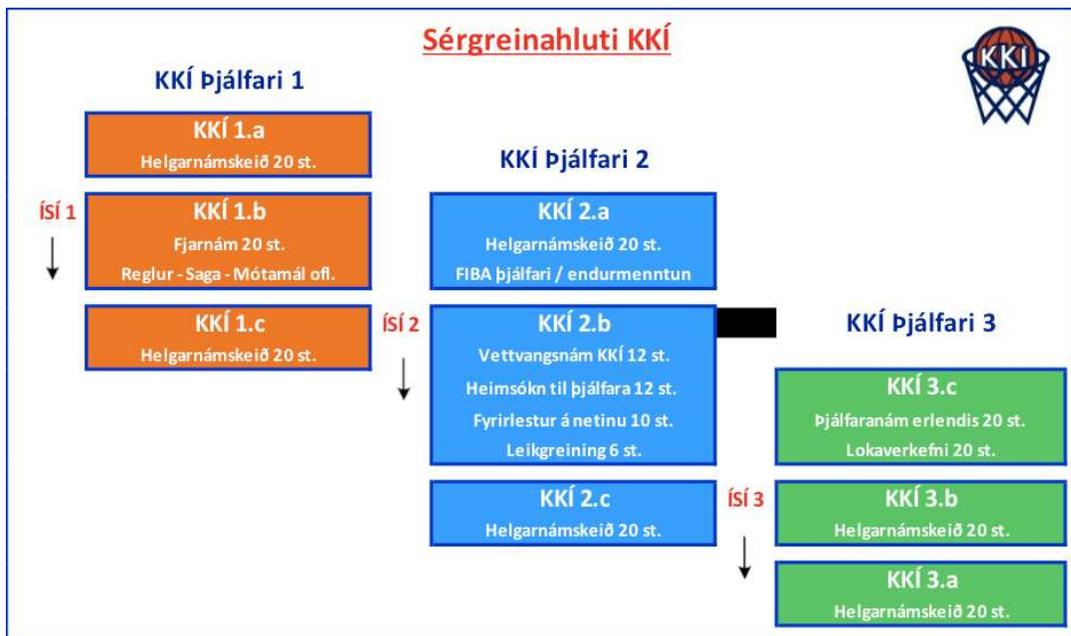 Sérgreinahluti KKÍ
KKÍ
KKÍ Þjálfari 1
KKÍ 1.a
Helgarnámskeið 20 st.
ÍSÍ 1
KKÍ 1.b
Fjarnám 20 st.
Reglur - Saga - Mótamál ofl.
KKÍ 1.c
Helgarnámskeið 20 st.
KKÍ Þjálfari 2
KKÍ 2.a
Helgarnámskeið 20 st.
FIBA þjálfari / endurmenntun
ÍSÍ 2
KKÍ 2.b
Vettvangsnám KKÍ 12 st.
Heimsókn til þjálfara 12 st.
Fyrirlestur á netinu 10 st.
Leikgreining 6 st.
KKÍ 2.c
Helgarnámskeið 20 st.
KKÍ Þjálfari 3
KKÍ 3.c
Þjálfaranám erlendis 20 st.
Lokaverkefni 20 st.
ÍSÍ 3
KKÍ 3.b
Helgarnámskeið 20 st.
KKÍ 3.a
Helgarnámskeið 20 st.